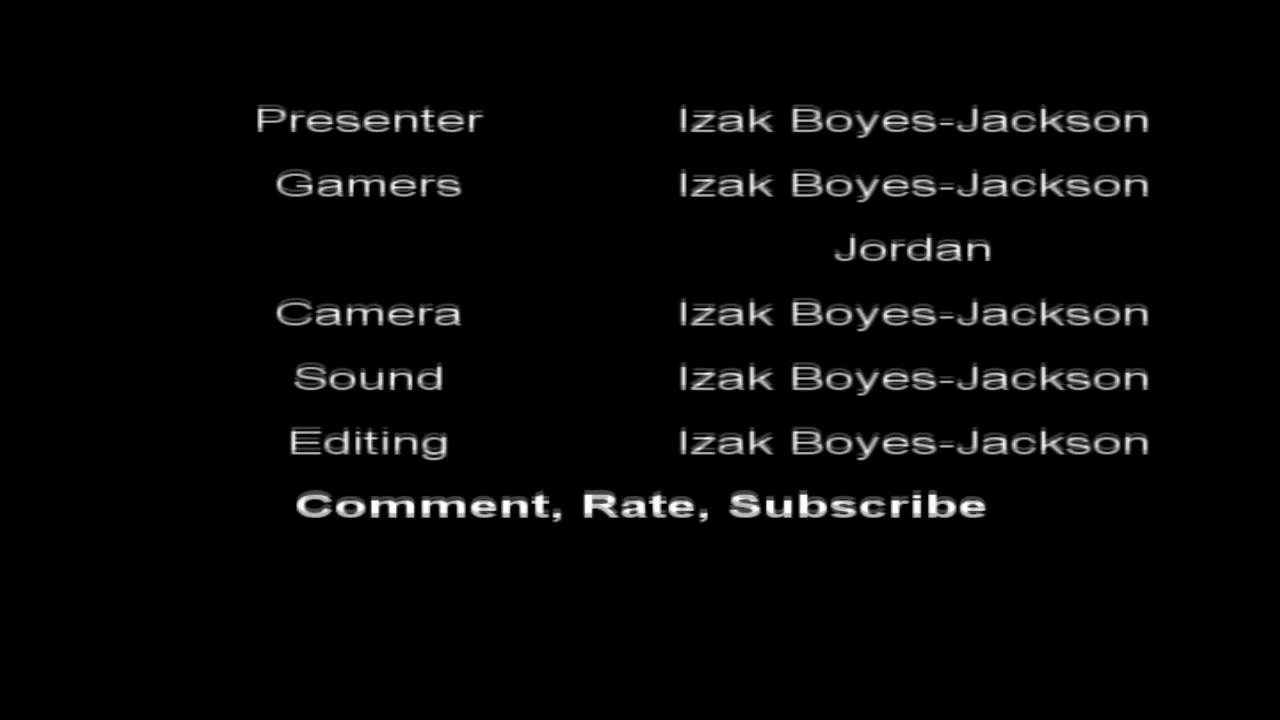 Presenter Izak Boyes-Jackson
Gamers Izak Boyes-Jackson
Jordan
Camera Izak Boyes-Jackson
Sound Izak Boyes-Jackson
Editing Izak Boyes-Jackson
Comment, Rate, Subscribe